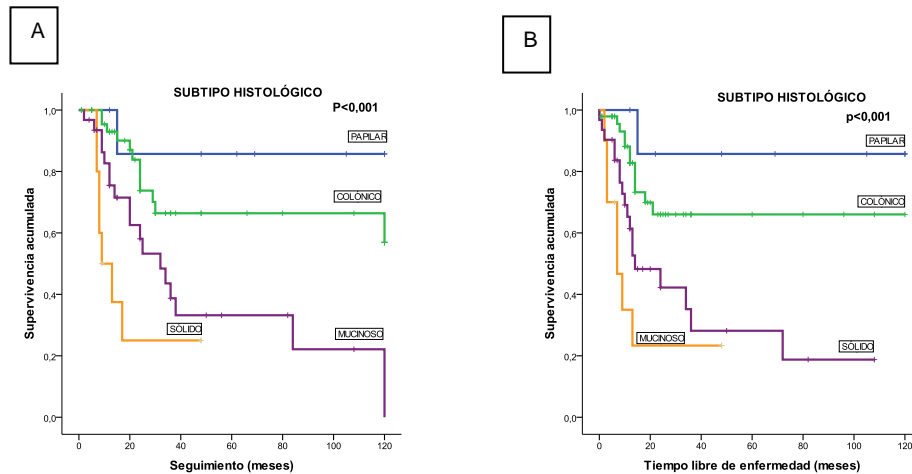 A
SUBTIPO HISTOLÓGICO
P<0,001
PAPILAR
COLÓNICO
SÓLIDO
MUCINOSO
Supervivencia acumulada
1,0
0,8
0,6
0,4
0,2
0,0
0 20 40 60 80 100 120
Seguimiento (meses)
B
SUBTIPO HISTOLÓGICO
p<0,001
PAPILAR
COLÓNICO
MUCINOSO
SÓLIDO
Supervivencia acumulada
1,0
0,8
0,6
0,4
0,2
0,0
0 20 40 60 80 100 120
Tiempo libre de enfermedad (meses)